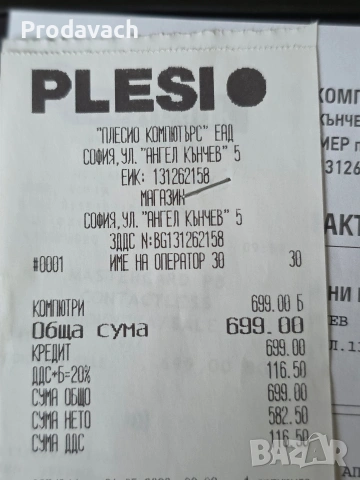 Prodavach
PLESIO
"ПЛЕСИО КОМПЮТЪРС" ЕАД
СОФИЯ, УЛ. "АНГЕЛ КЪНЧЕВ" 5
ЕИК: 131262158
МАГАЗИН
СОФИЯ, УЛ. "АНГЕЛ КЪНЧЕВ" 5
ЗДДС N:BG131262158
#0001 ИМЕ НА ОПЕРАТОР 30 30
КОМПЮТРИ 699.00 Б
Обща сума 699.00
КРЕДИТ 699.00
ДДС+Б=20% 116.50
СУМА ОБЩО 699.00
СУМА НЕТО 582.50
СУМА ДДС 116.50
bazar